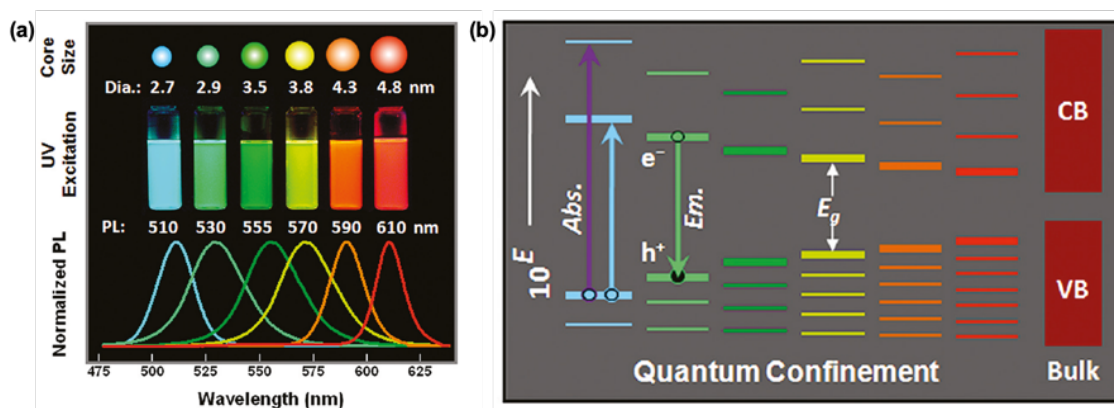 (a)
Core Size
Dia.: 2.7 2.9 3.5 3.8 4.3 4.8 nm
UV Excitation
PL: 510 530 555 570 590 610 nm
Normalized PL
475 500 525 550 575 600 625
Wavelength (nm)
(b)
10^E
Abs.
e⁻
Em.
h⁺
E_g
CB
VB
Quantum Confinement
Bulk